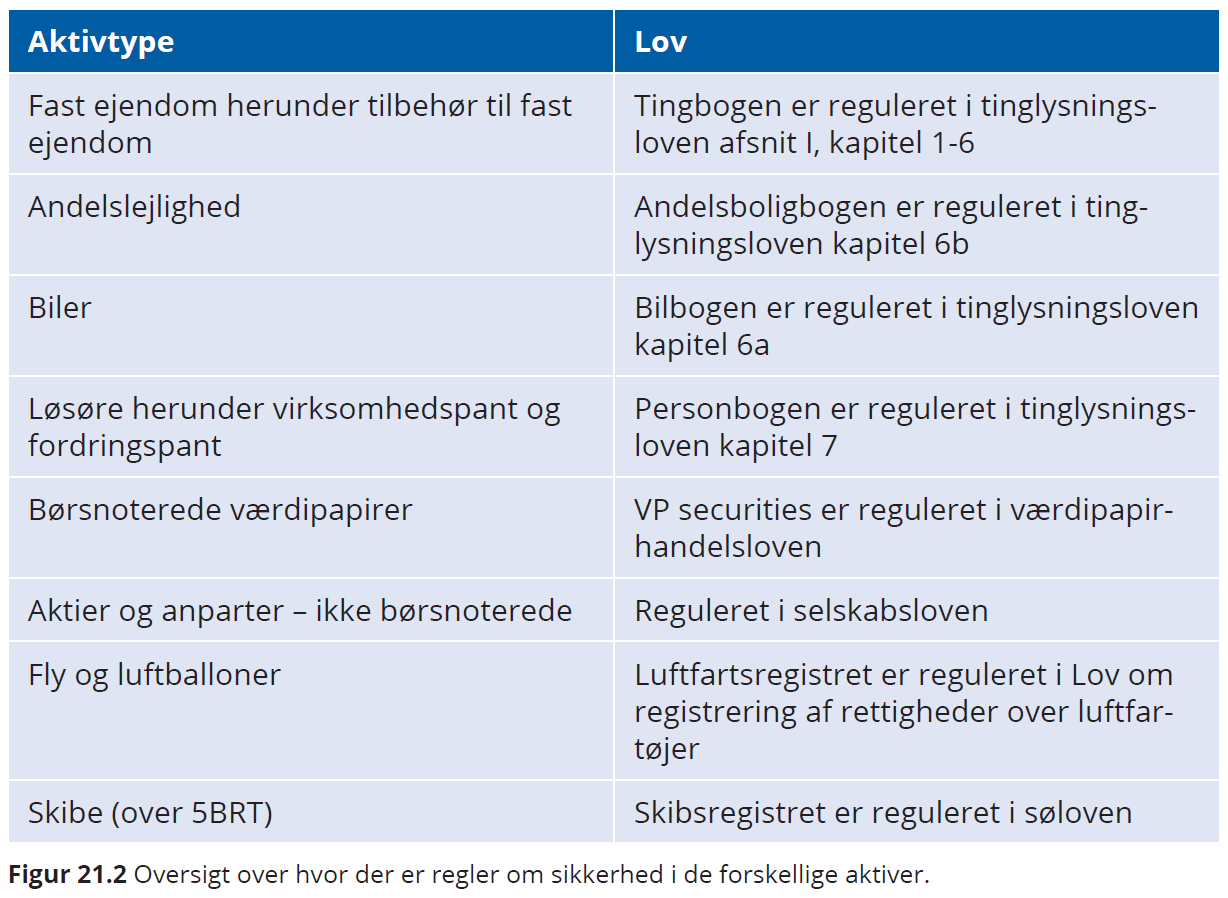 Aktivtype
Lov
Fast ejendom herunder tilbehør til fast
ejendom
Tingbogen er reguleret i tinglysnings-
loven afsnit I, kapitel 1-6
Andelslejlighed
Andelsboligbogen er reguleret i ting-
lysningsloven kapitel 6b
Biler
Bilbogen er reguleret i tinglysningsloven
kapitel 6a
Løsøre herunder virksomhedspant og
fordringspant
Personbogen er reguleret i tinglysnings-
loven kapitel 7
Børsnoterede værdipapirer
VP securities er reguleret i værdipapir-
handelsloven
Aktier og anparter – ikke børsnoterede
Reguleret i selskabsloven
Fly og luftballoner
Luftfartsregistret er reguleret i Lov om
registrering af rettigheder over luftfar-
tøjer
Skibe (over 5BRT)
Skibsregistret er reguleret i søloven
Figur 21.2 Oversigt over hvor der er regler om sikkerhed i de forskellige aktiver.